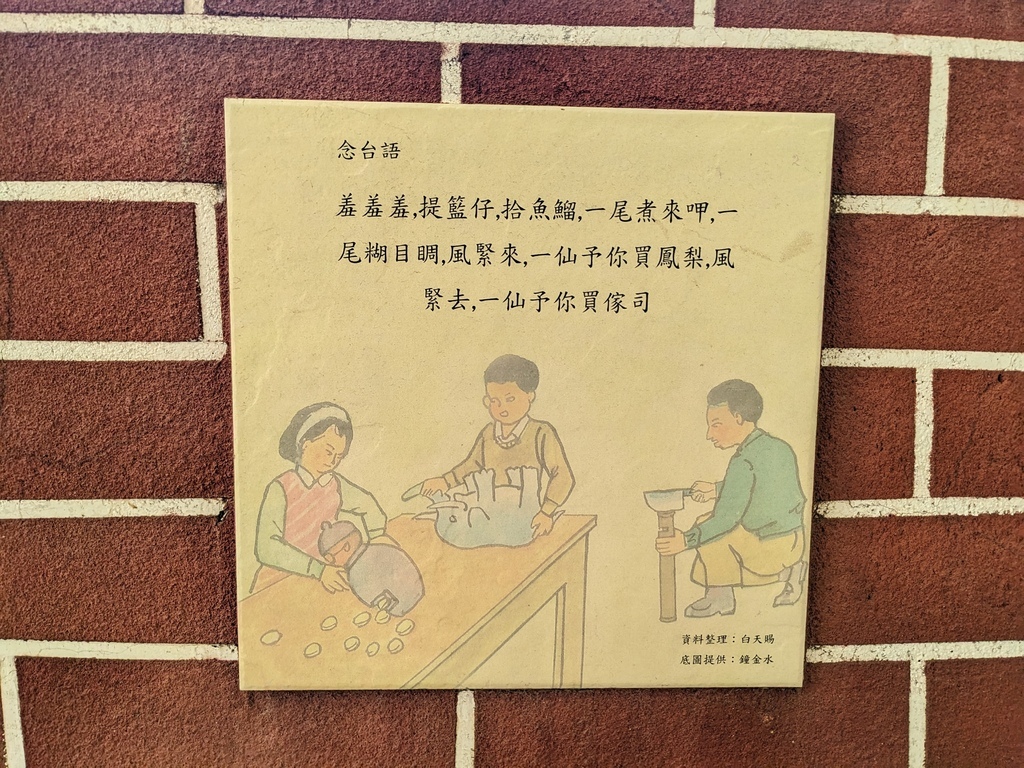 念台語
羞羞羞,提籃仔,拾魚鰡,一尾煮來呷,一
尾糊目睭,風緊來,一仙予你買鳳梨,風
緊去,一仙予你買傢司
資料整理：白天賜
底圖提供：鐘金水